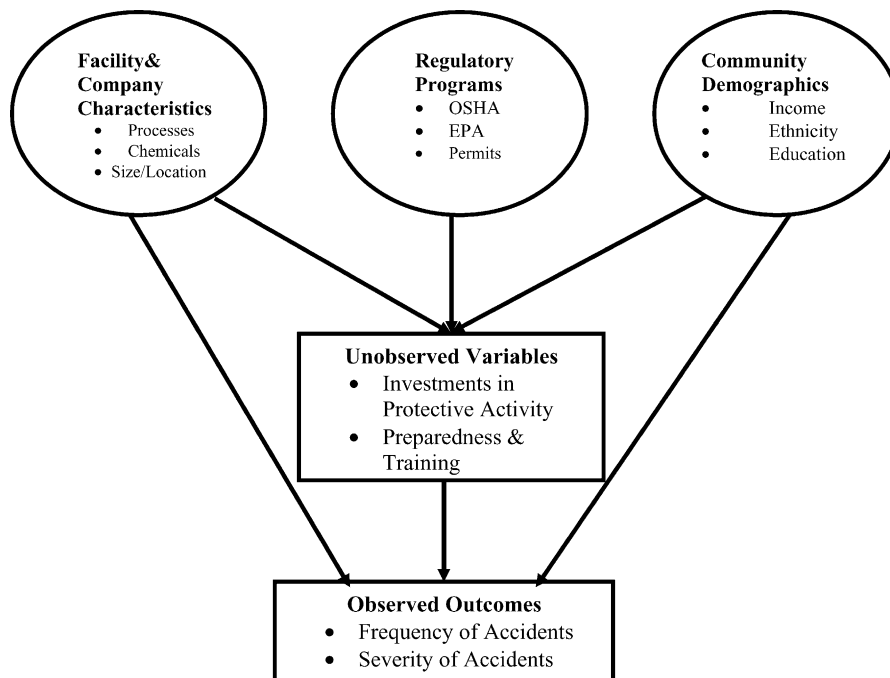 Facility&
Company
Characteristics
• Processes
• Chemicals
• Size/Location
Regulatory
Programs
• OSHA
• EPA
• Permits
Community
Demographics
• Income
• Ethnicity
• Education
Unobserved Variables
• Investments in
Protective Activity
• Preparedness &
Training
Observed Outcomes
• Frequency of Accidents
• Severity of Accidents